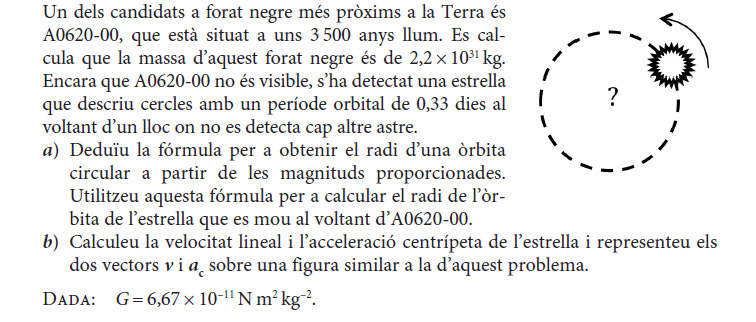 Un dels candidats a forat negre més pròxims a la Terra és
A0620-00, que està situat a uns 3 500 anys llum. Es cal-
cula que la massa d’aquest forat negre és de 2,2 × 10³¹ kg.
Encara que A0620-00 no és visible, s’ha detectat una estrella
que descriu cercles amb un període orbital de 0,33 dies al
voltant d’un lloc on no es detecta cap altre astre.
a) Deduïu la fórmula per a obtenir el radi d’una òrbita
circular a partir de les magnituds proporcionades.
Utilitzeu aquesta fórmula per a calcular el radi de l’òr-
bita de l’estrella que es mou al voltant d’A0620-00.
b) Calculeu la velocitat lineal i l’acceleració centrípeta de l’estrella i representeu els
dos vectors v i a_c sobre una figura similar a la d’aquest problema.
DADA: G = 6,67 × 10⁻¹¹ N m² kg⁻².
?